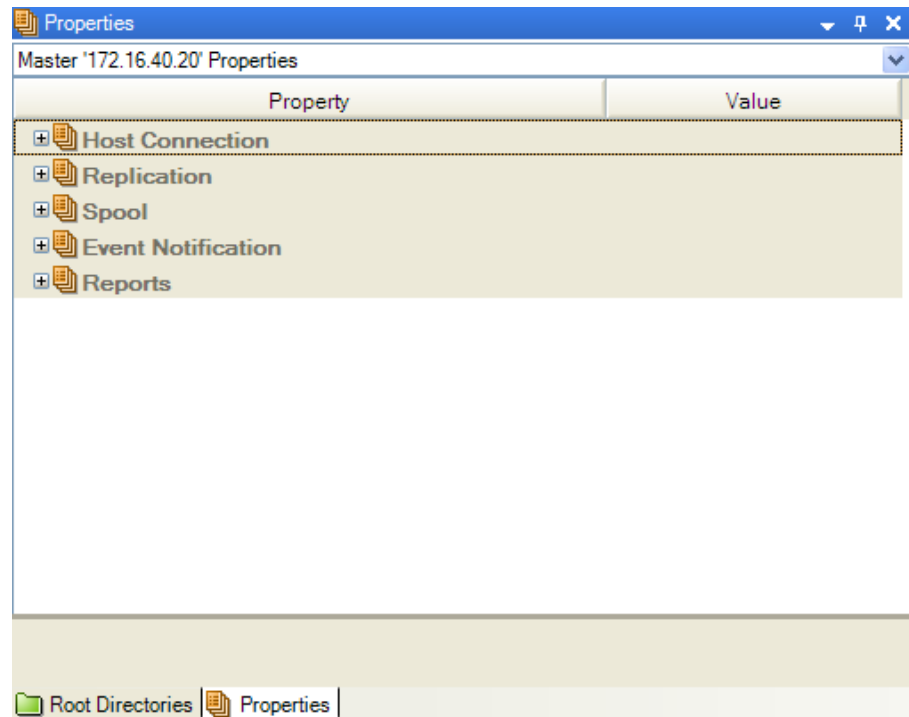 Properties
Master '172.16.40.20' Properties
Property Value
Host Connection
Replication
Spool
Event Notification
Reports
Root Directories Properties